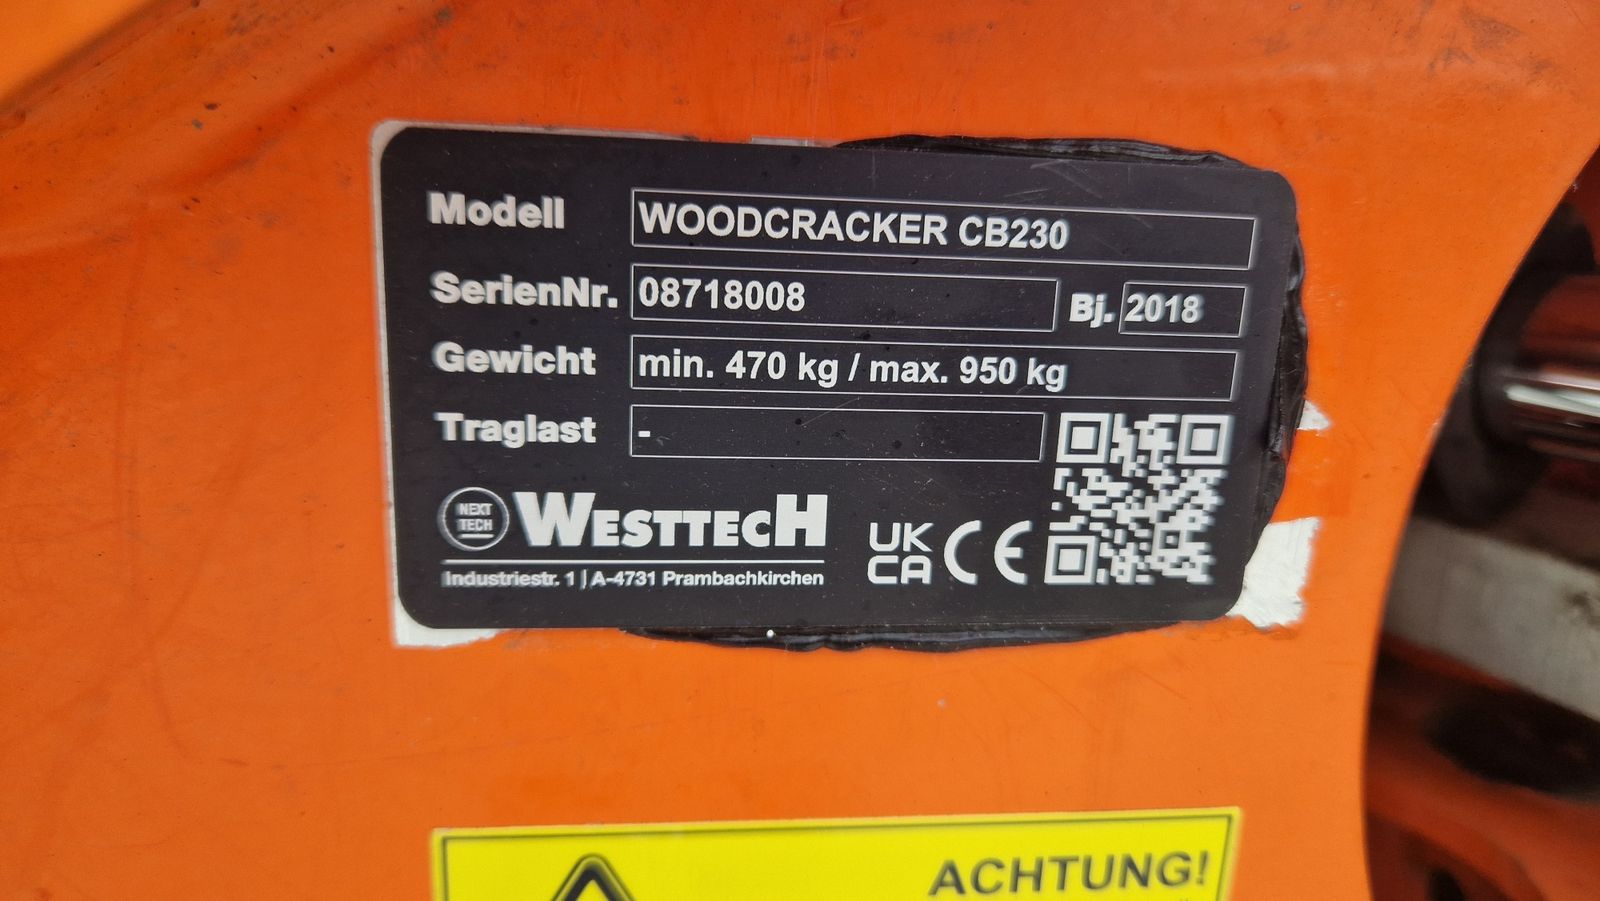 Modell WOODCRACKER CB230
SerienNr. 08718008 Bj. 2018
Gewicht min. 470 kg / max. 950 kg
Traglast -
NEXT
TECH
WESTTECH
Industriestr. 1 | A-4731 Prambachkirchen
UK
CA
CE
ACHTUNG!